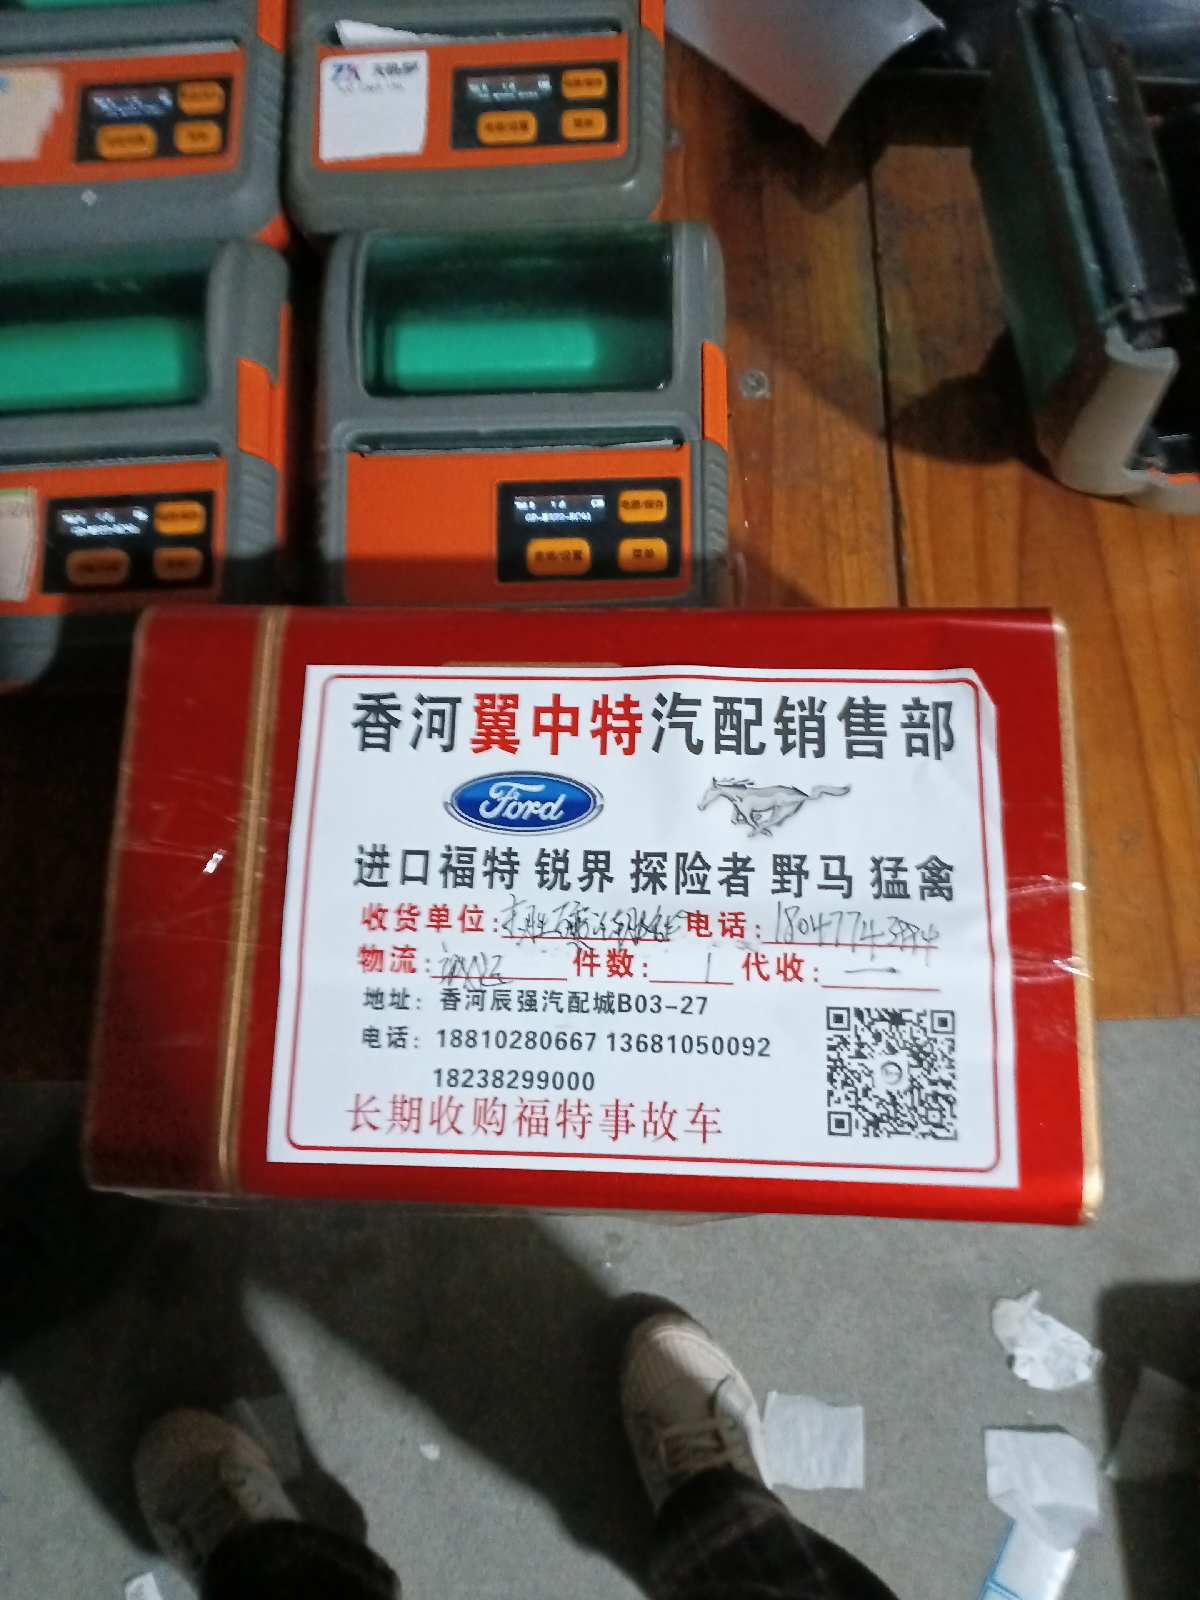 香河翼中特汽配销售部
Ford
进口福特 锐界 探险者 野马 猛禽
收货单位: 电话: 18047743984
物流: 件数: 1 代收: 一
地址: 香河辰强汽配城B03-27
电话: 18810280667 13681050092
18238299000
长期收购福特事故车